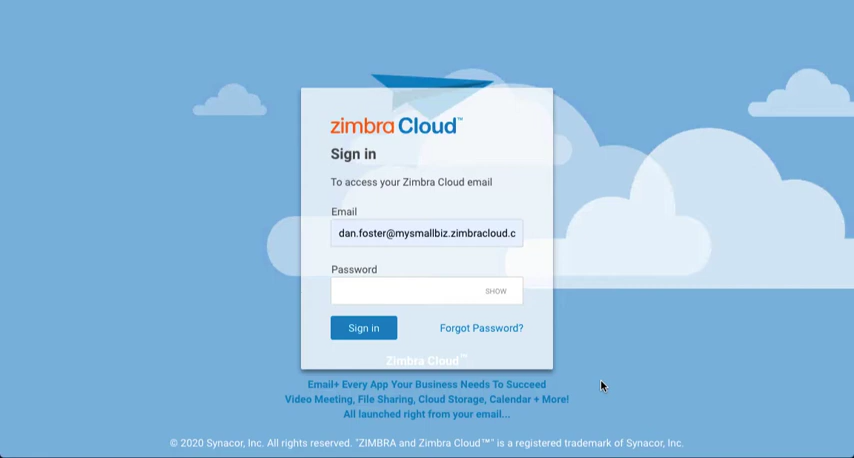 zimbra Cloud™
Sign in
To access your Zimbra Cloud email
Email
dan.foster@mysmallbiz.zimbracloud.c
Password
SHOW
Sign in
Forgot Password?
Zimbra Cloud™
Email+ Every App Your Business Needs To Succeed
Video Meeting, File Sharing, Cloud Storage, Calendar + More!
All launched right from your email...
© 2020 Synacor, Inc. All rights reserved. "ZIMBRA and Zimbra Cloud™" is a registered trademark of Synacor, Inc.